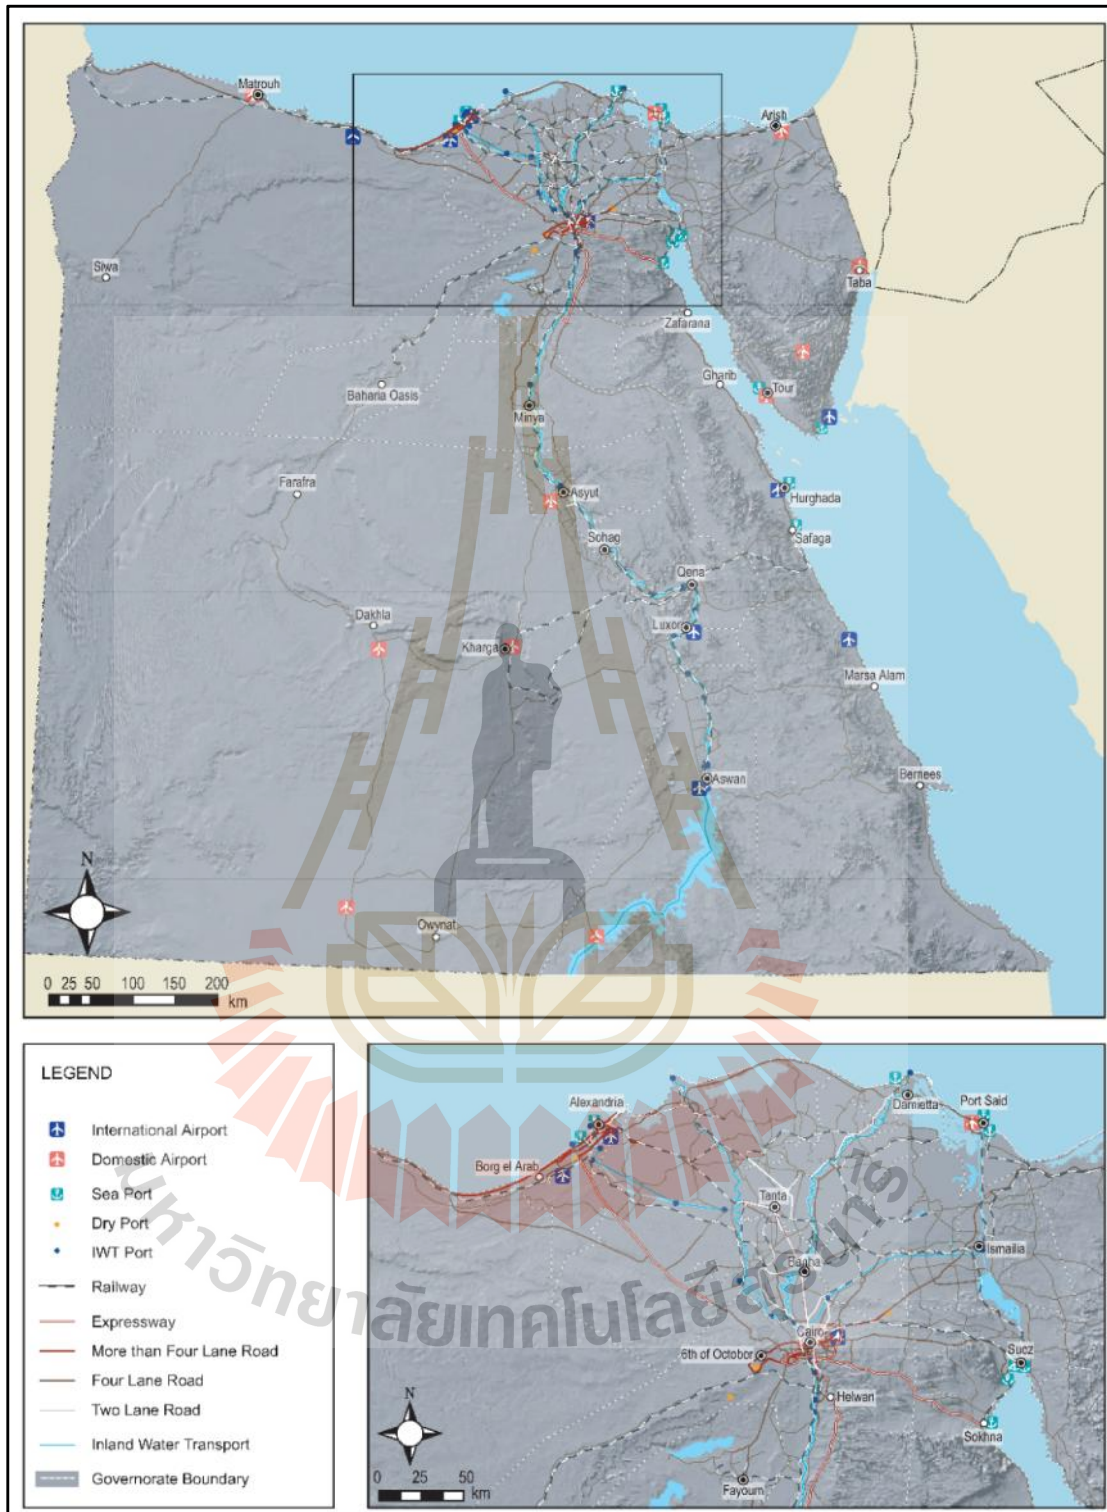 Matrouh
Arish
Siwa
Taba
Zafarana
Gharib
Tour
Baharia Oasis
Minya
Farafra
Asyut
Hurghada
Sohag
Safaga
Qena
Dakhla
Luxor
Kharga
Marsa Alam
Aswan
Bernees
N
Owynat
0 25 50 100 150 200
km
LEGEND
International Airport
Domestic Airport
Sea Port
Dry Port
IWT Port
Railway
Expressway
More than Four Lane Road
Four Lane Road
Two Lane Road
Inland Water Transport
Governorate Boundary
Alexandria
Damietta
Port Said
Borg el Arab
Tanta
Ismailia
Banha
Cairo
6th of Octobor
Suez
Helwan
Sokhna
N
0 25 50
km
Fayoum
มหาวิทยาลัยเทคโนโลยีสุรนารี